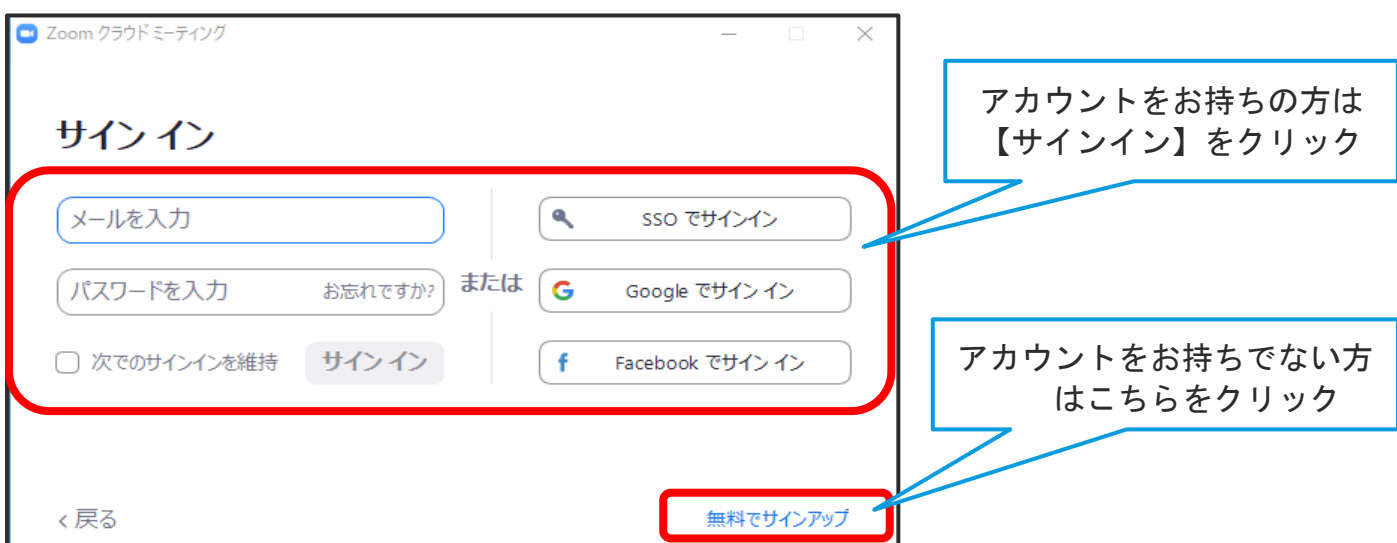 Zoom クラウド ミーティング
サイン イン
メールを入力
パスワードを入力 お忘れですか?
次でのサインインを維持 サイン イン
または
SSO でサインイン
Google でサイン イン
Facebook でサイン イン
< 戻る
無料でサインアップ
アカウントをお持ちの方は
【サインイン】をクリック
アカウントをお持ちでない方
はこちらをクリック